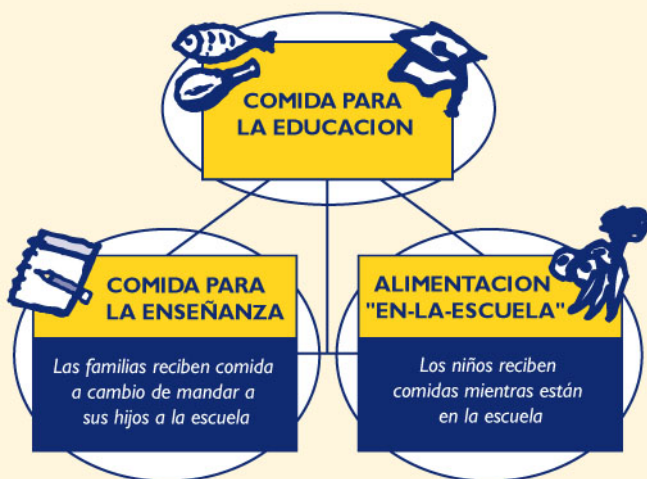 COMIDA PARA
LA EDUCACION
COMIDA PARA
LA ENSEÑANZA
Las familias reciben comida
a cambio de mandar a
sus hijos a la escuela
ALIMENTACION
"EN-LA-ESCUELA"
Los niños reciben
comidas mientras están
en la escuela